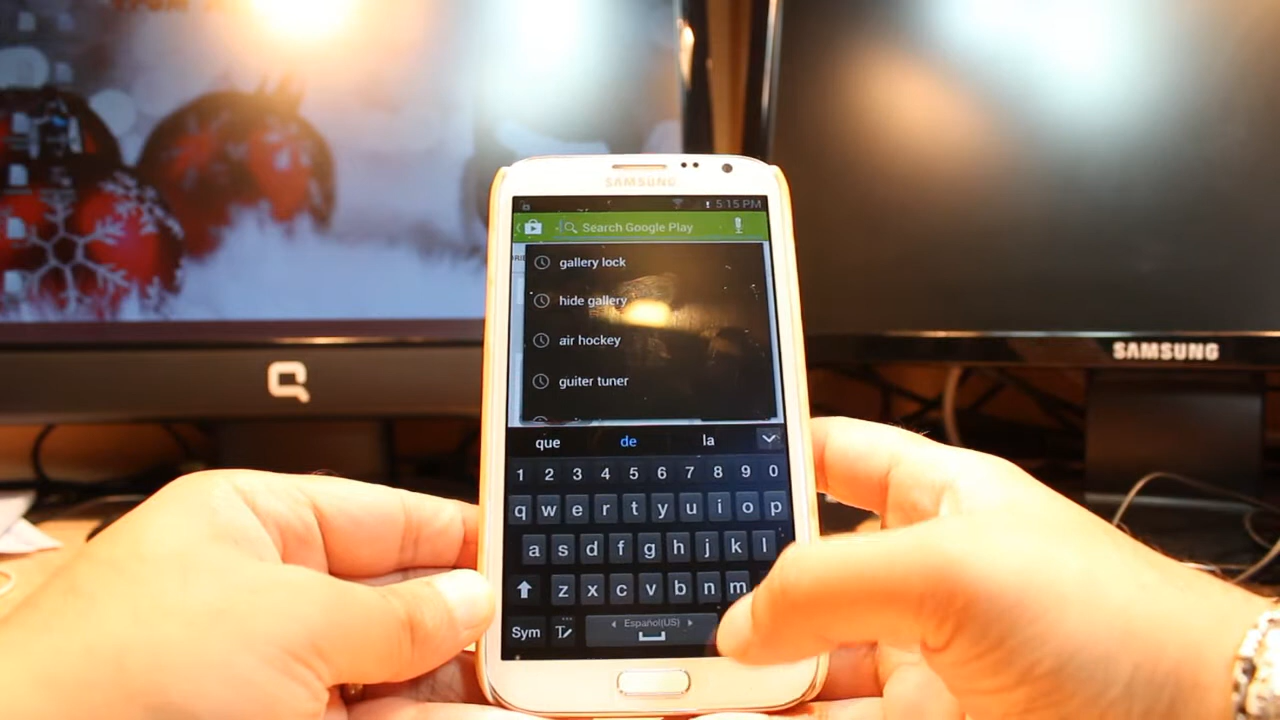 SAMSUNG
5:15 PM
Search Google Play
gallery lock
hide gallery
air hockey
guiter tuner
que de la
1 2 3 4 5 6 7 8 9 0
q w e r t y u i o p
a s d f g h j k l
z x c v b n m
Sym Español(US)
SAMSUNG